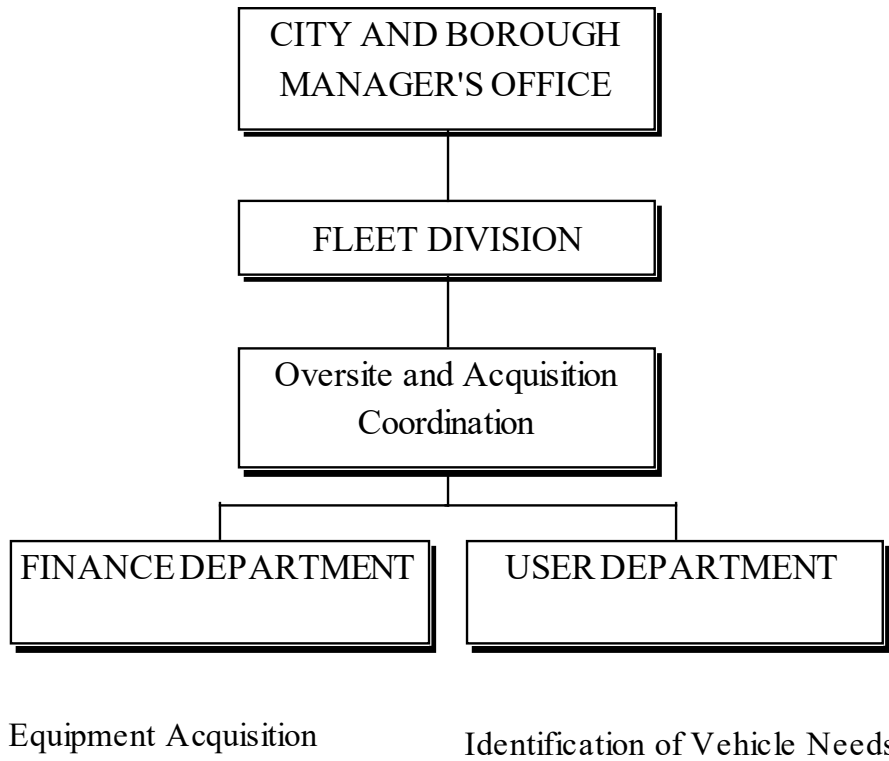 CITY AND BOROUGH
MANAGER'S OFFICE
FLEET DIVISION
Oversite and Acquisition
Coordination
FINANCE DEPARTMENT
USER DEPARTMENT
Equipment Acquisition
Identification of Vehicle Needs